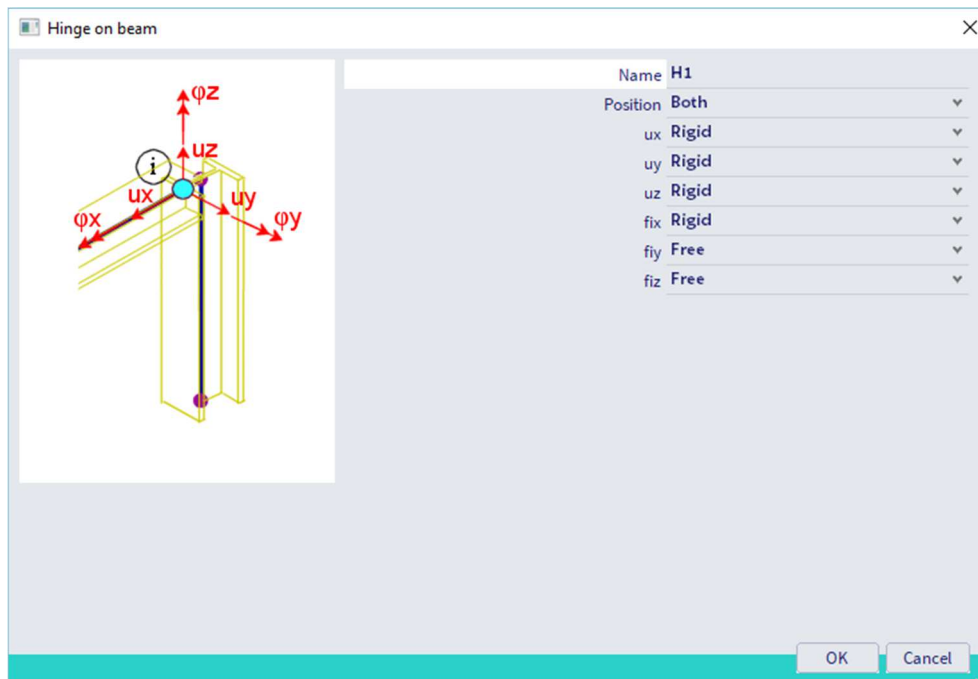 Hinge on beam
φz
uz
i
ux
uy
φx
φy
Name H1
Position Both
ux Rigid
uy Rigid
uz Rigid
fix Rigid
fiy Free
fiz Free
OK Cancel